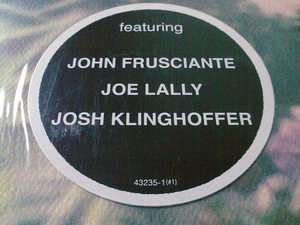 featuring
JOHN FRUSCIANTE
JOE LALLY
JOSH KLINGHOFFER
43235-1(#1)